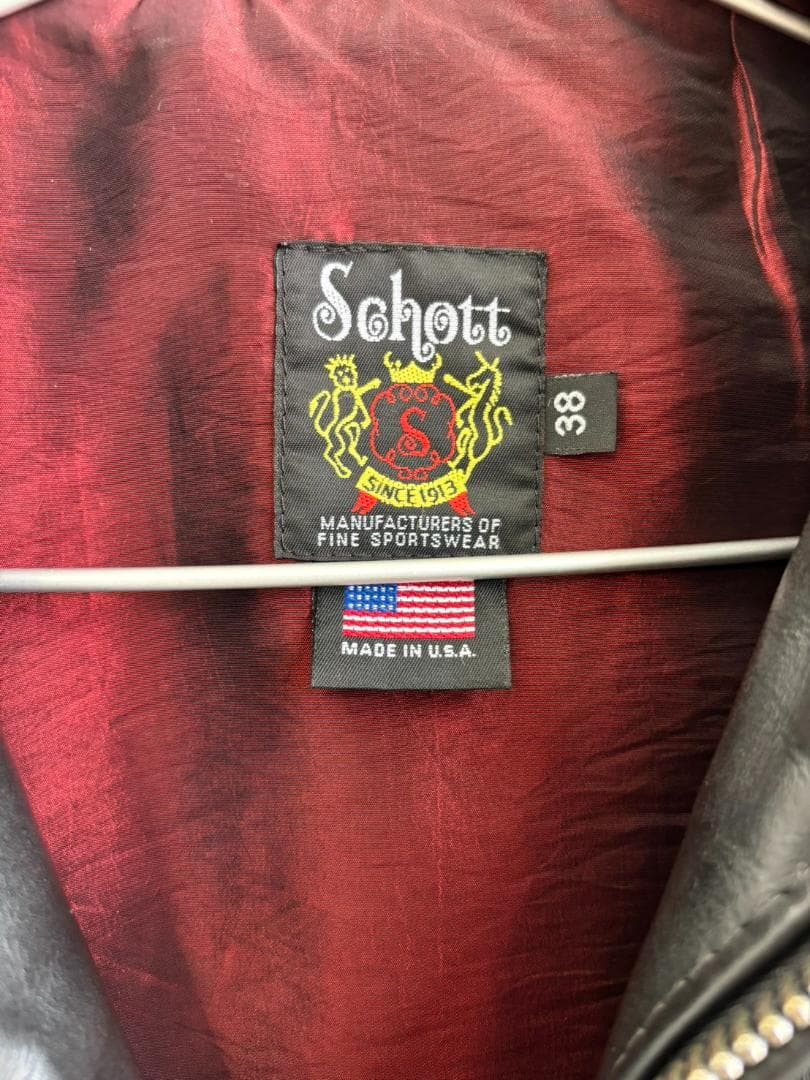 Schott
38
S
SINCE 1913
MANUFACTURERS OF
FINE SPORTSWEAR
MADE IN U.S.A.